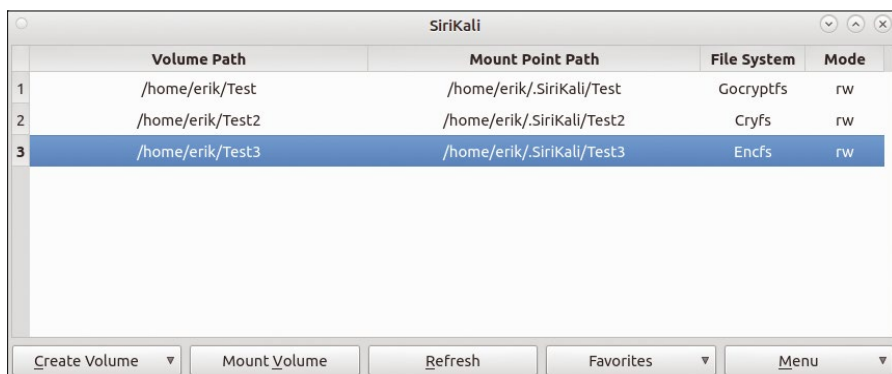 SiriKali
Volume Path Mount Point Path File System Mode
1 /home/erik/Test /home/erik/.SiriKali/Test Gocryptfs rw
2 /home/erik/Test2 /home/erik/.SiriKali/Test2 Cryfs rw
3 /home/erik/Test3 /home/erik/.SiriKali/Test3 Encfs rw
Create Volume Mount Volume Refresh Favorites Menu